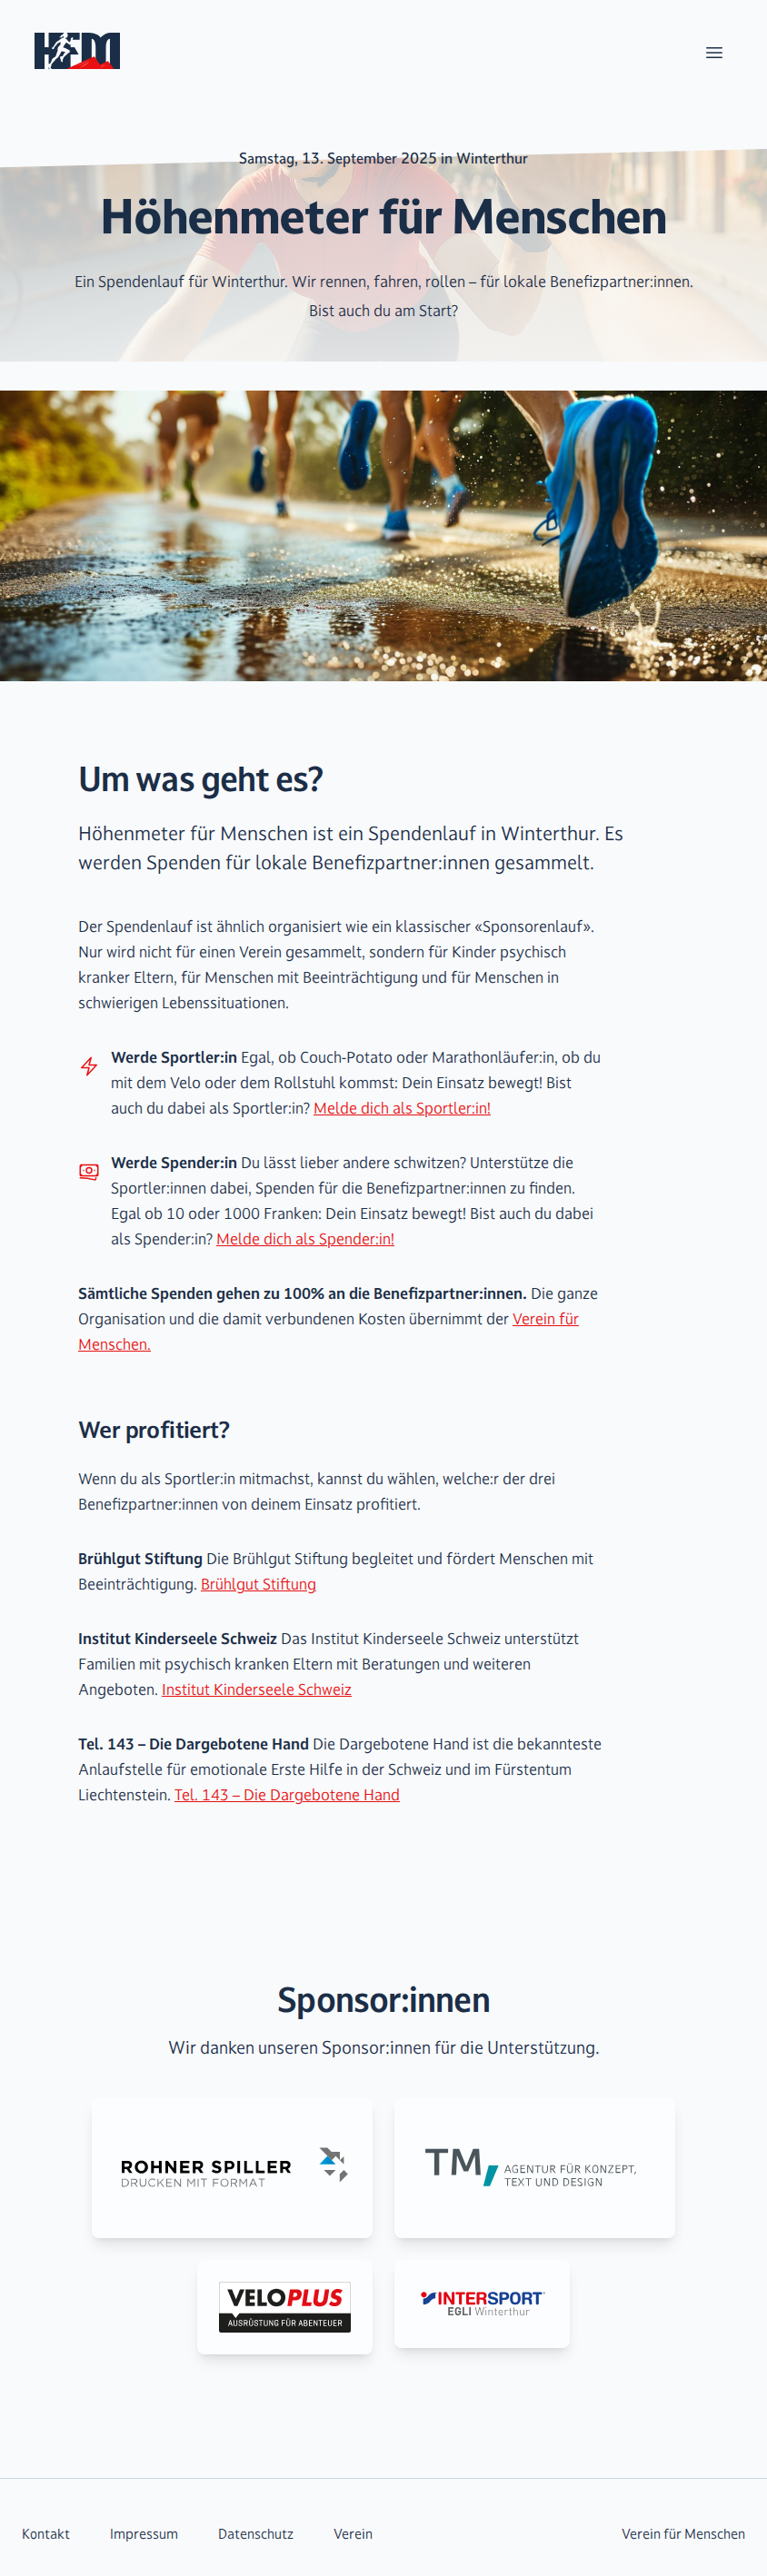 HFM
Samstag, 13. September 2025 in Winterthur
Höhenmeter für Menschen
Ein Spendenlauf für Winterthur. Wir rennen, fahren, rollen – für lokale Benefizpartner:innen.
Bist auch du am Start?
Um was geht es?
Höhenmeter für Menschen ist ein Spendenlauf in Winterthur. Es
werden Spenden für lokale Benefizpartner:innen gesammelt.
Der Spendenlauf ist ähnlich organisiert wie ein klassischer «Sponsorenlauf».
Nur wird nicht für einen Verein gesammelt, sondern für Kinder psychisch
kranker Eltern, für Menschen mit Beeinträchtigung und für Menschen in
schwierigen Lebenssituationen.
Werde Sportler:in Egal, ob Couch-Potato oder Marathonläufer:in, ob du
mit dem Velo oder dem Rollstuhl kommst: Dein Einsatz bewegt! Bist
auch du dabei als Sportler:in? Melde dich als Sportler:in!
Werde Spender:in Du lässt lieber andere schwitzen? Unterstütze die
Sportler:innen dabei, Spenden für die Benefizpartner:innen zu finden.
Egal ob 10 oder 1000 Franken: Dein Einsatz bewegt! Bist auch du dabei
als Spender:in? Melde dich als Spender:in!
Sämtliche Spenden gehen zu 100% an die Benefizpartner:innen. Die ganze
Organisation und die damit verbundenen Kosten übernimmt der Verein für
Menschen.
Wer profitiert?
Wenn du als Sportler:in mitmachst, kannst du wählen, welche:r der drei
Benefizpartner:innen von deinem Einsatz profitiert.
Brühlgut Stiftung Die Brühlgut Stiftung begleitet und fördert Menschen mit
Beeinträchtigung. Brühlgut Stiftung
Institut Kinderseele Schweiz Das Institut Kinderseele Schweiz unterstützt
Familien mit psychisch kranken Eltern mit Beratungen und weiteren
Angeboten. Institut Kinderseele Schweiz
Tel. 143 – Die Dargebotene Hand Die Dargebotene Hand ist die bekannteste
Anlaufstelle für emotionale Erste Hilfe in der Schweiz und im Fürstentum
Liechtenstein. Tel. 143 – Die Dargebotene Hand
Sponsor:innen
Wir danken unseren Sponsor:innen für die Unterstützung.
ROHNER SPILLER
DRUCKEN MIT FORMAT
TM, AGENTUR FÜR KONZEPT,
TEXT UND DESIGN
VELOPLUS
AUSRÜSTUNG FÜR ABENTEUER
INTERSPORT
EGLI Winterthur
Kontakt Impressum Datenschutz Verein Verein für Menschen